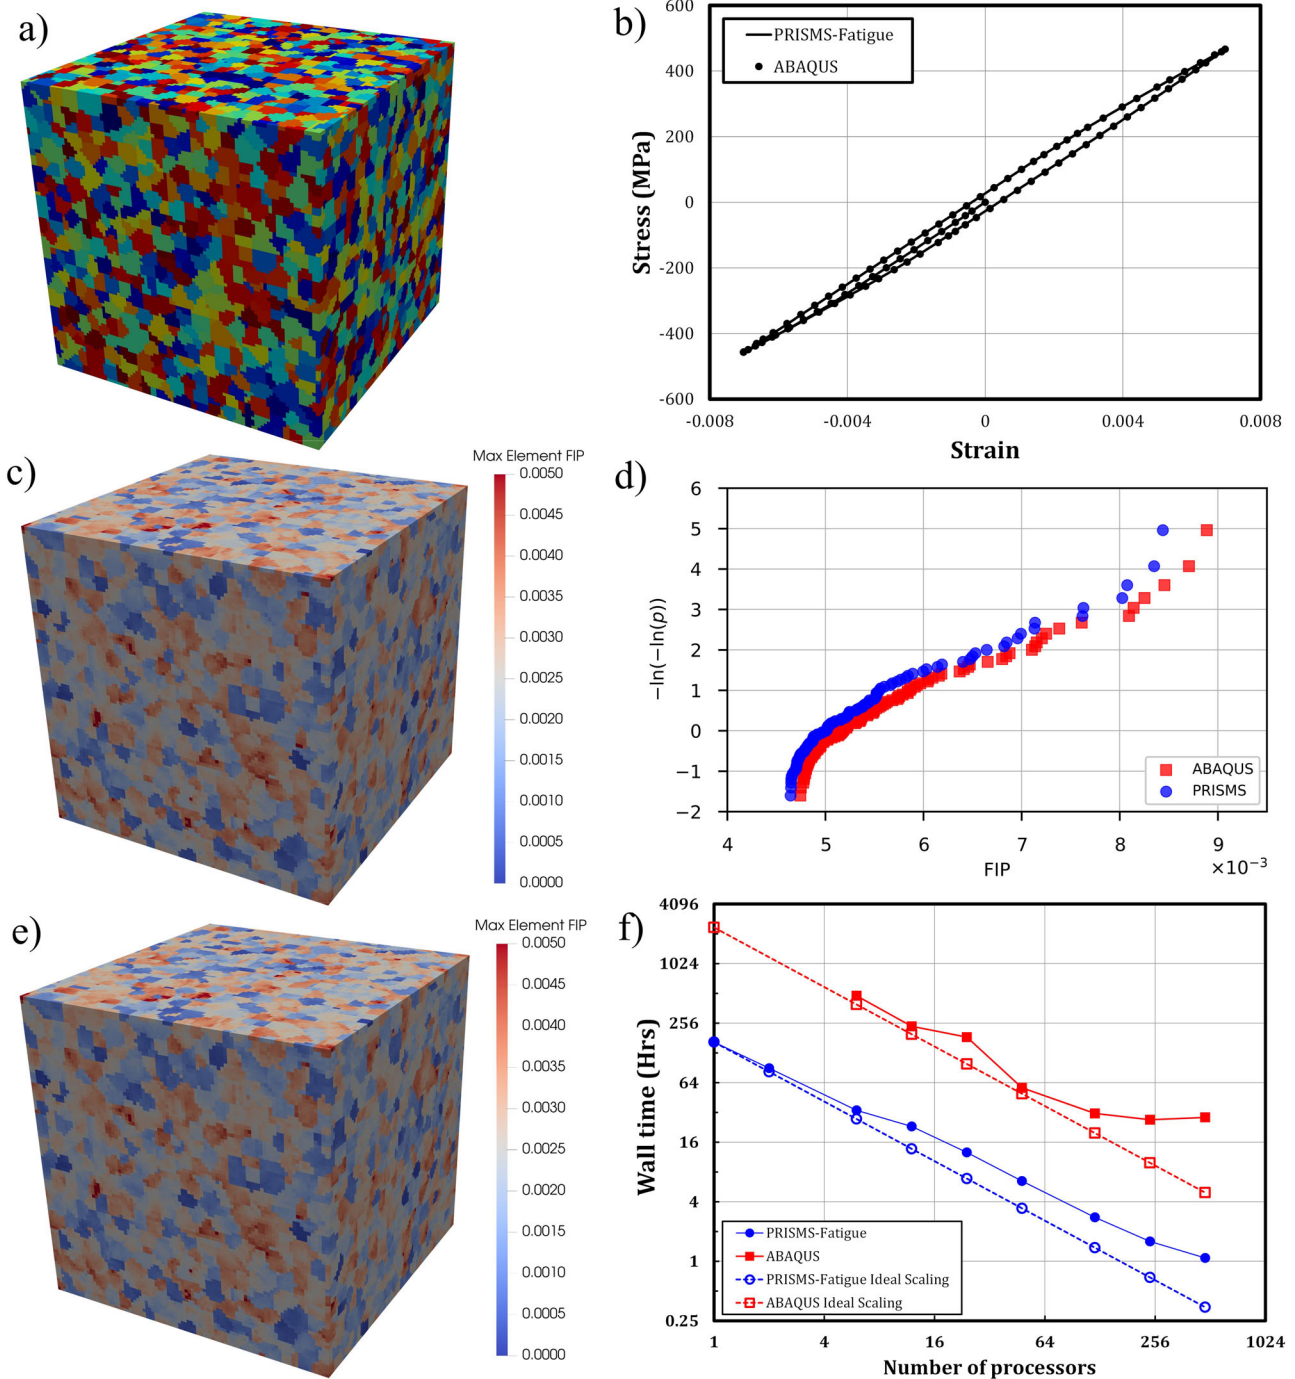 a)
b)
PRISMS-Fatigue
ABAQUS
600
400
200
0
-200
-400
-600
-0.008
-0.004
0
0.004
0.008
Stress (MPa)
Strain
c)
Max Element FIP
0.0050
0.0045
0.0040
0.0035
0.0030
0.0025
0.0020
0.0015
0.0010
0.0005
0.0000
d)
6
5
4
3
2
1
0
−1
−2
−ln(−ln(p))
ABAQUS
PRISMS
4
5
6
7
8
9
FIP
×10⁻³
e)
Max Element FIP
0.0050
0.0045
0.0040
0.0035
0.0030
0.0025
0.0020
0.0015
0.0010
0.0005
0.0000
f)
4096
1024
256
64
16
4
1
0.25
Wall time (Hrs)
PRISMS-Fatigue
ABAQUS
PRISMS-Fatigue Ideal Scaling
ABAQUS Ideal Scaling
1
4
16
64
256
1024
Number of processors